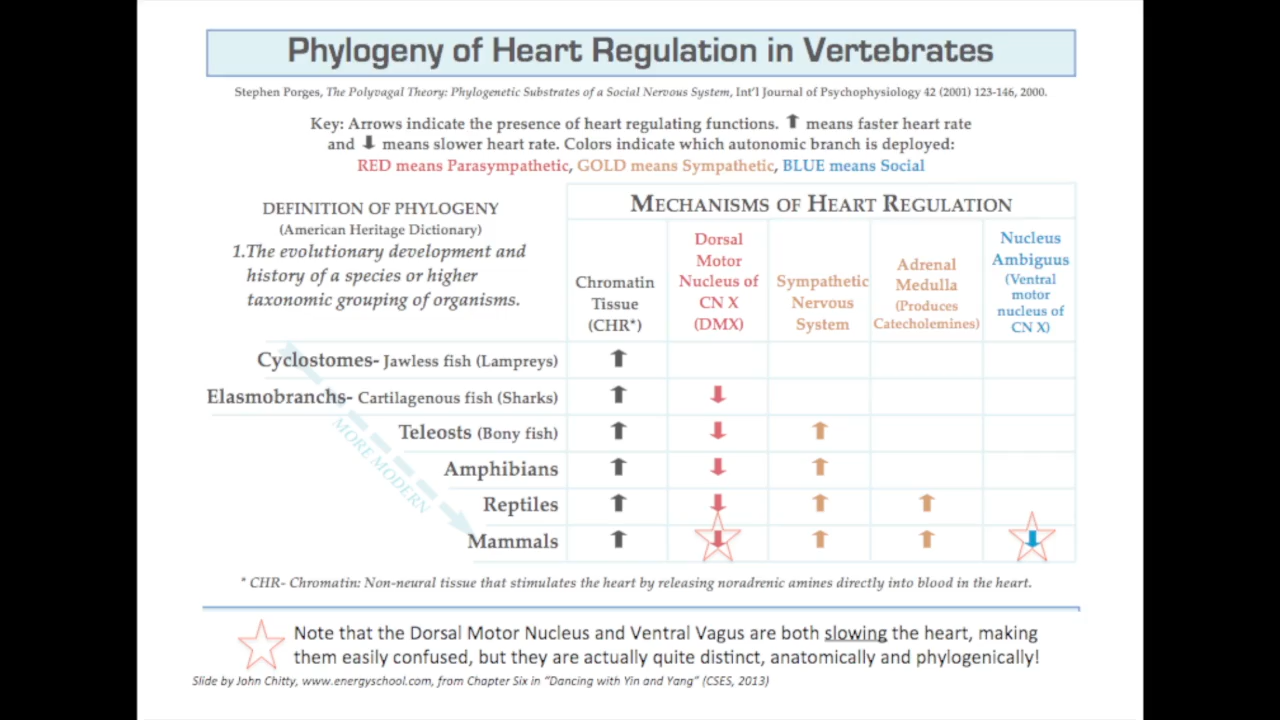 Phylogeny of Heart Regulation in Vertebrates
Stephen Porges, The Polyvagal Theory: Phylogenetic Substrates of a Social Nervous System, Int'l Journal of Psychophysiology 42 (2001) 123-146, 2000.
Key: Arrows indicate the presence of heart regulating functions. ⬆ means faster heart rate
and ⬇ means slower heart rate. Colors indicate which autonomic branch is deployed:
RED means Parasympathetic, GOLD means Sympathetic, BLUE means Social
DEFINITION OF PHYLOGENY
(American Heritage Dictionary)
1.The evolutionary development and
history of a species or higher
taxonomic grouping of organisms.
MECHANISMS OF HEART REGULATION
Chromatin
Tissue
(CHR*)
Dorsal
Motor
Nucleus of
CN X
(DMX)
Sympathetic
Nervous
System
Adrenal
Medulla
(Produces
Catecholemines)
Nucleus
Ambiguus
(Ventral
motor
nucleus of
CN X)
Cyclostomes- Jawless fish (Lampreys)
Elasmobranchs- Cartilagenous fish (Sharks)
Teleosts (Bony fish)
Amphibians
Reptiles
Mammals
MORE MODERN
* CHR- Chromatin: Non-neural tissue that stimulates the heart by releasing noradrenic amines directly into blood in the heart.
Note that the Dorsal Motor Nucleus and Ventral Vagus are both slowing the heart, making
them easily confused, but they are actually quite distinct, anatomically and phylogenically!
Slide by John Chitty, www.energyschool.com, from Chapter Six in "Dancing with Yin and Yang" (CSES, 2013)